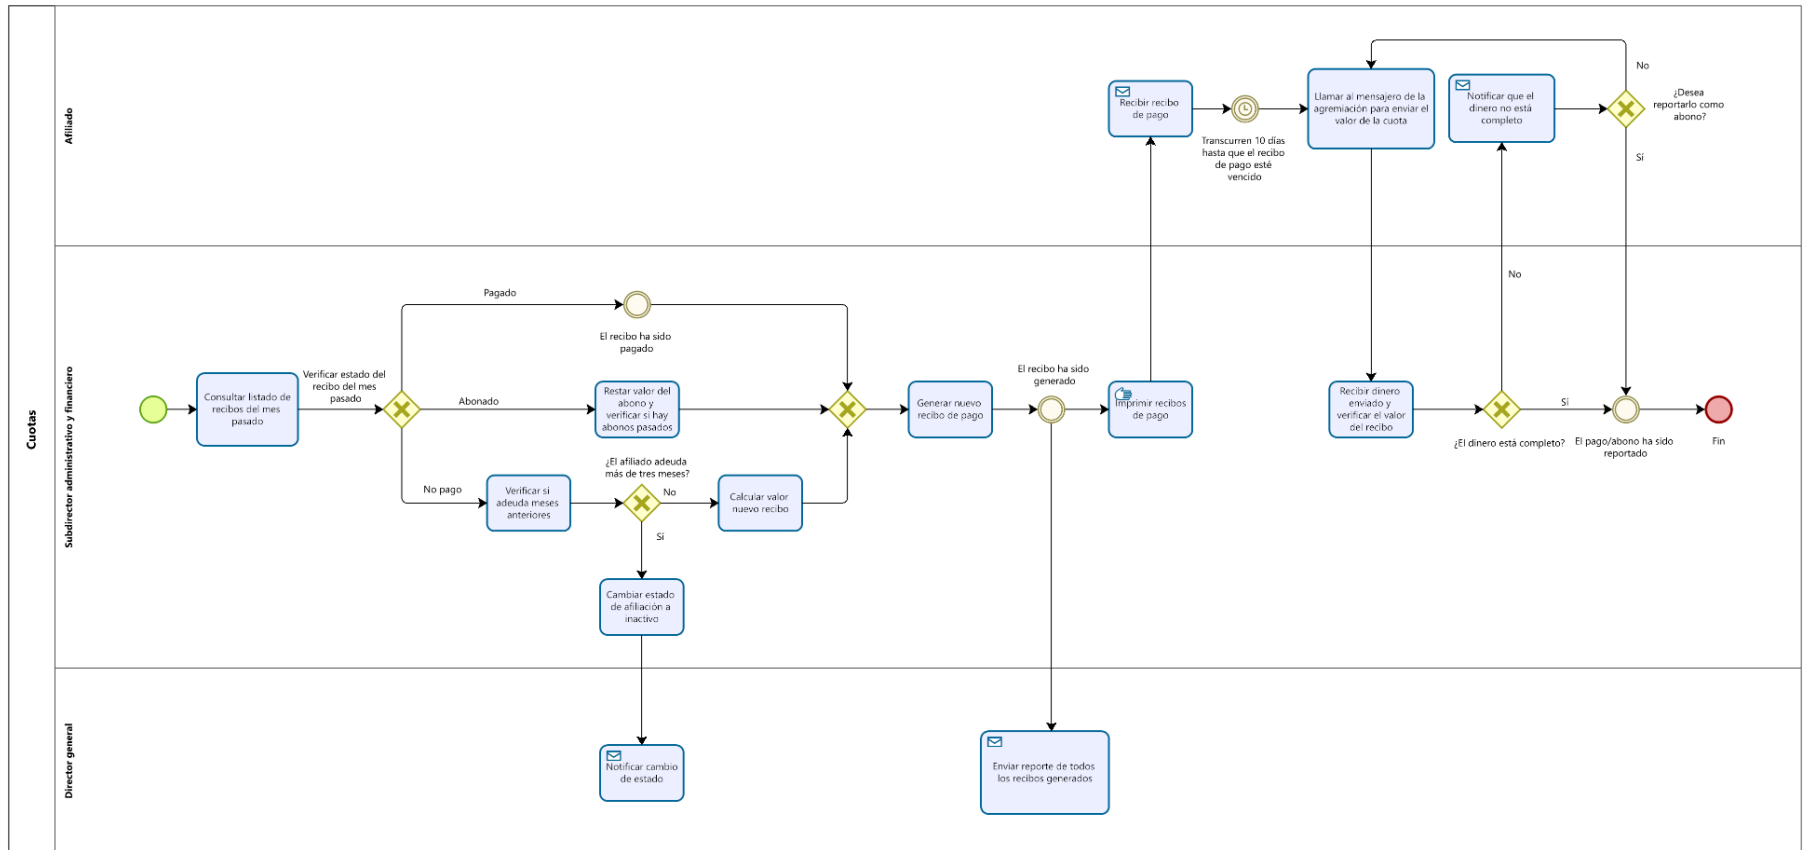 Cuotas
Afiliado
Recibir recibo
de pago
Transcurren 10 días
hasta que el recibo
de pago esté
vencido
Llamar al mensajero de la
agremiación para enviar el
valor de la cuota
Notificar que el
dinero no está
completo
No
¿Desea
reportarlo como
abono?
Sí
Subdirector administrativo y financiero
Consultar listado de
recibos del mes
pasado
Verificar estado del
recibo del mes
pasado
Pagado
El recibo ha sido
pagado
Abonado
Restar valor del
abono y
verificar si hay
abonos pasados
No pago
Verificar si
adeuda meses
anteriores
¿El afiliado adeuda
más de tres meses?
No
Calcular valor
nuevo recibo
Sí
Cambiar estado
de afiliación a
inactivo
Generar nuevo
recibo de pago
El recibo ha sido
generado
Imprimir recibos
de pago
Recibir dinero
enviado y
verificar el valor
del recibo
No
¿El dinero está completo?
Sí
El pago/abono ha sido
reportado
Fin
Director general
Notificar cambio
de estado
Enviar reporte de todos
los recibos generados